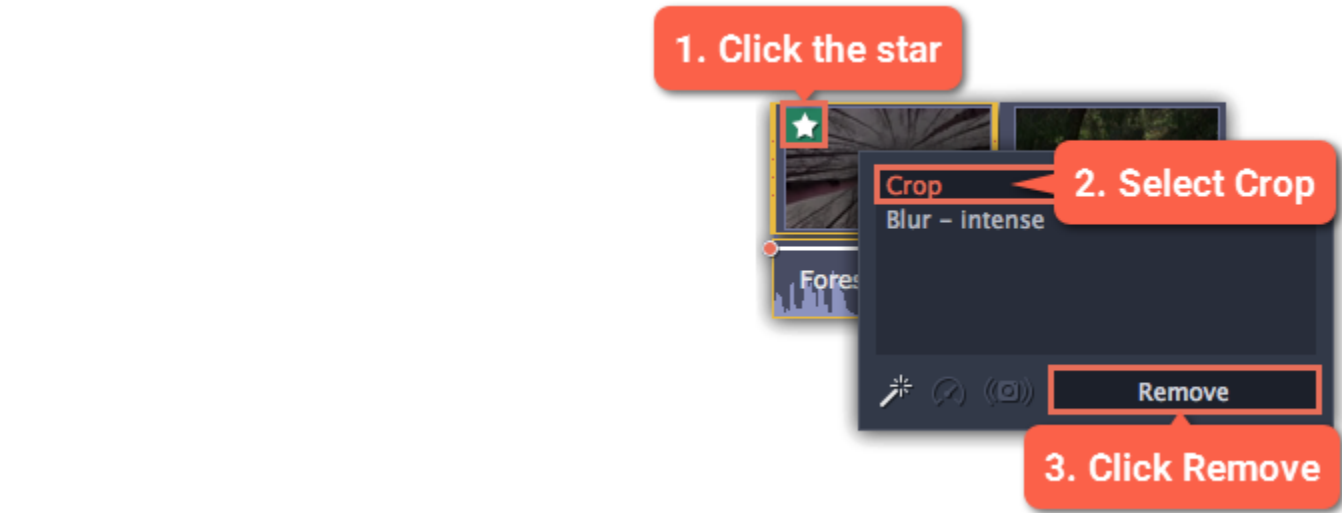 1. Click the star
Crop
2. Select Crop
Blur – intense
Remove
3. Click Remove